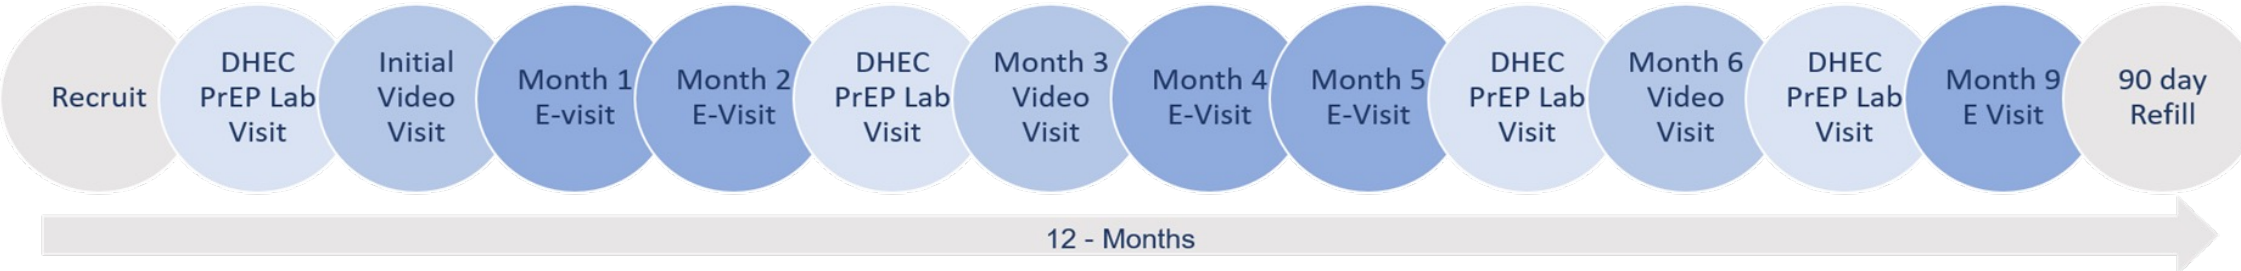 Recruit
DHEC
PrEP Lab
Visit
Initial
Video
Visit
Month 1
E-visit
Month 2
E-Visit
DHEC
PrEP Lab
Visit
Month 3
Video
Visit
Month 4
E-Visit
Month 5
E-Visit
DHEC
PrEP Lab
Visit
Month 6
Video
Visit
DHEC
PrEP Lab
Visit
Month 9
E Visit
90 day
Refill
12 - Months